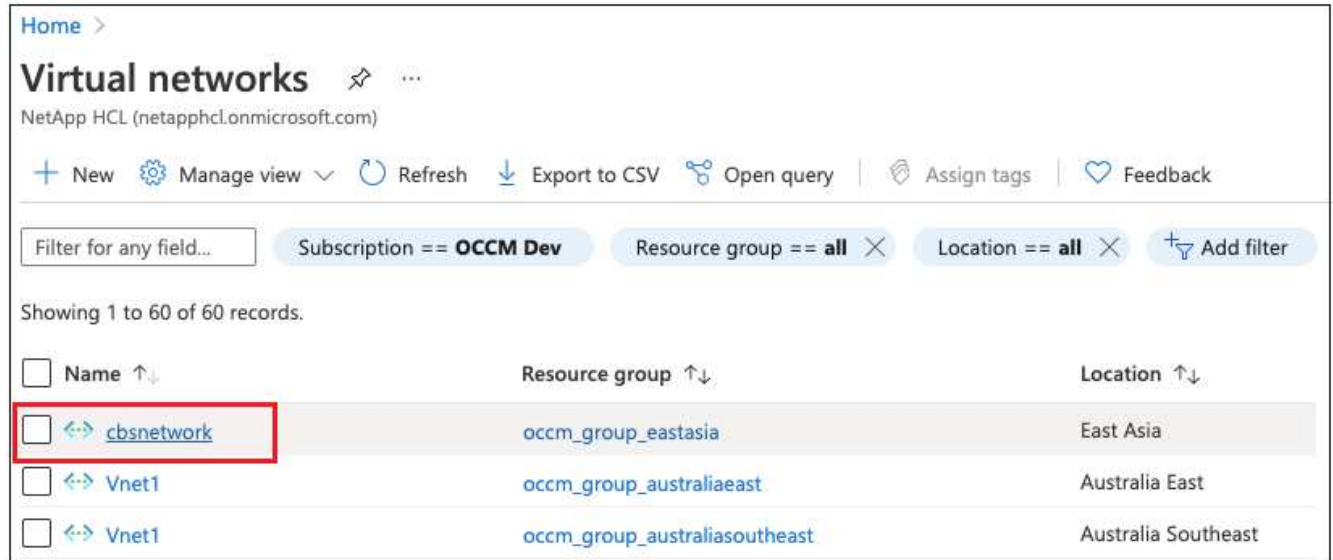 Home >
Virtual networks ...
NetApp HCL (netapphcl.onmicrosoft.com)
+ New Manage view Refresh Export to CSV Open query Assign tags Feedback
Filter for any field... Subscription == OCCM Dev Resource group == all Location == all Add filter
Showing 1 to 60 of 60 records.
Name Resource group Location
cbsnetwork occm_group_eastasia East Asia
Vnet1 occm_group_australiaeast Australia East
Vnet1 occm_group_australiasoutheast Australia Southeast